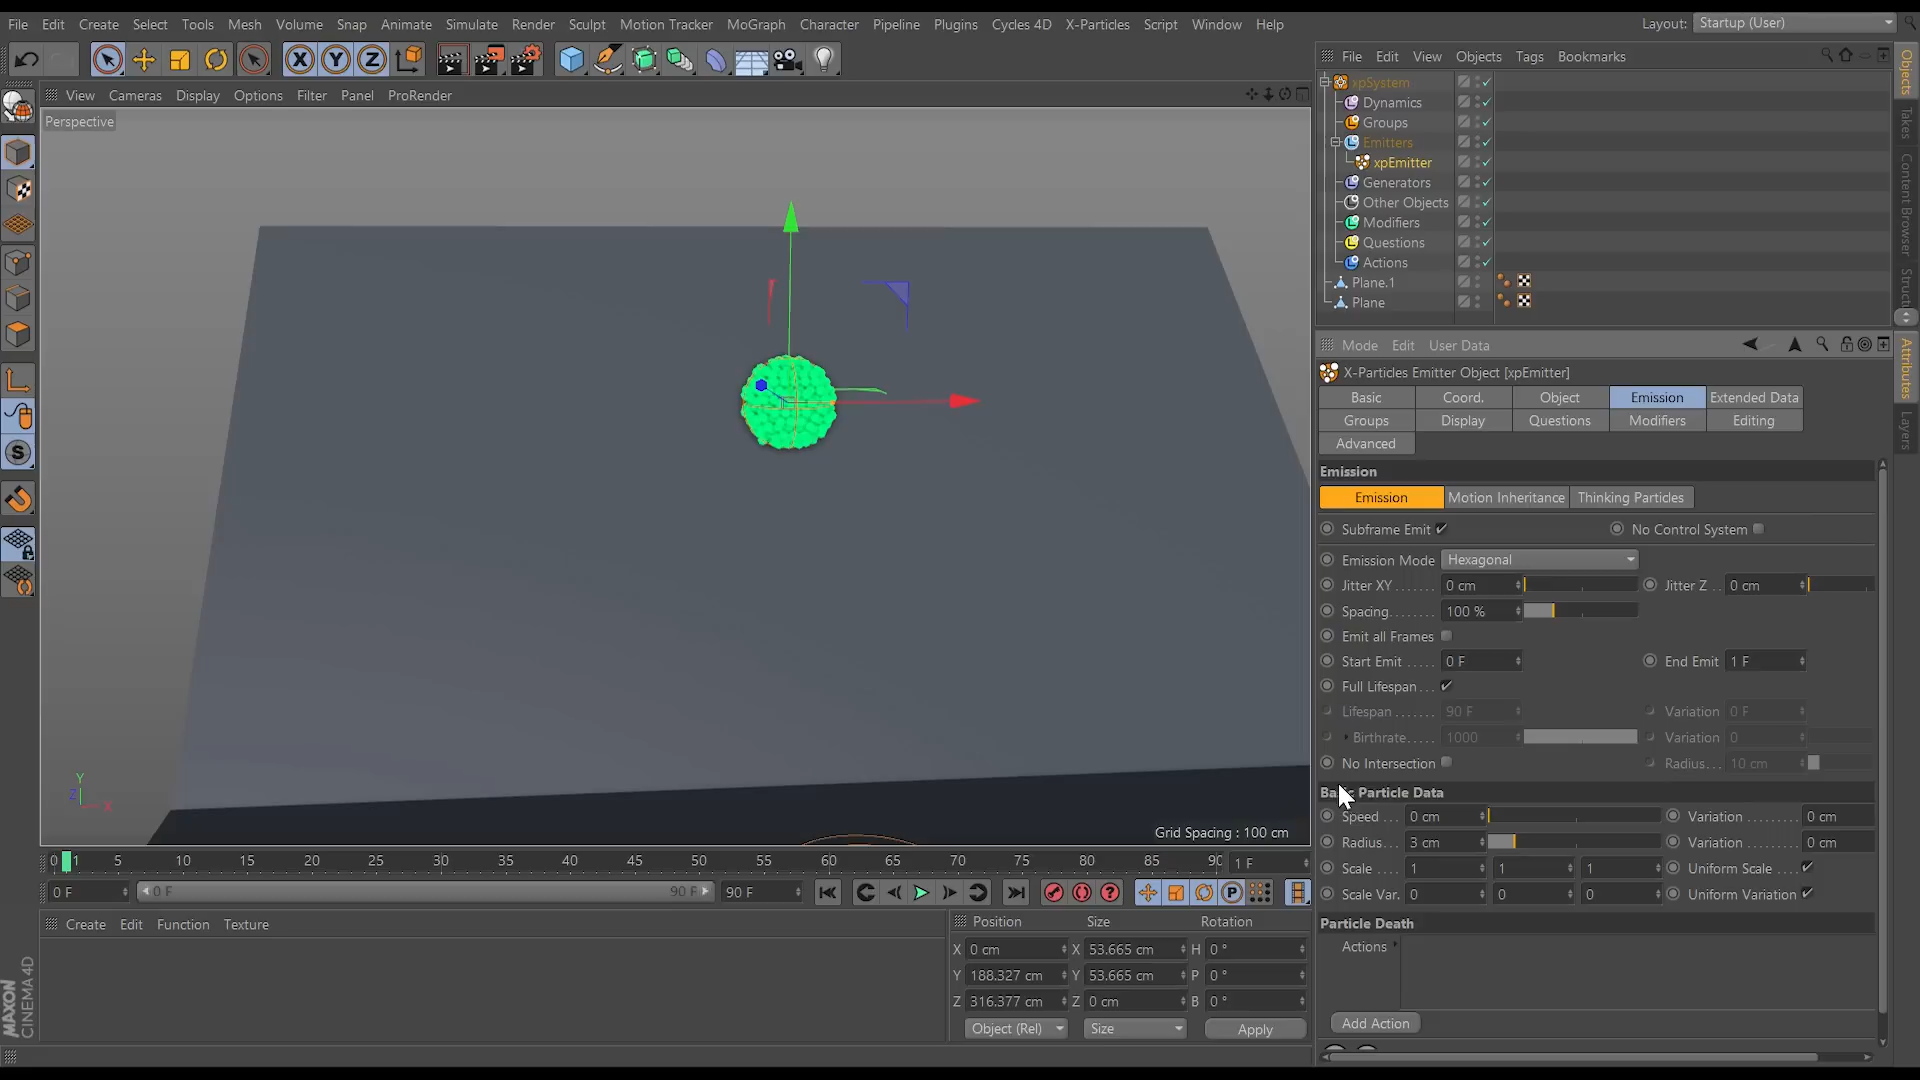 File Edit Create Select Tools Mesh Volume Snap Animate Simulate Render Sculpt Motion Tracker MoGraph Character Pipeline Plugins Cycles 4D X-Particles Script Window Help
Layout: Startup (User)
X Y Z
File Edit View Objects Tags Bookmarks
View Cameras Display Options Filter Panel ProRender
Perspective
xpSystem
Dynamics
Groups
Emitters
xpEmitter
Generators
Other Objects
Modifiers
Questions
Actions
Plane.1
Plane
Objects
Takes
Content Browser
Mode Edit User Data
Attributes
Layers
X-Particles Emitter Object [xpEmitter]
Basic Coord. Object Emission Extended Data
Groups Display Questions Modifiers Editing
Advanced
Emission
Emission Motion Inheritance Thinking Particles
Subframe Emit No Control System
Emission Mode Hexagonal
Jitter XY....... 0 cm Jitter Z .. 0 cm
Spacing........ 100 %
Emit all Frames
Start Emit ..... 0 F End Emit 1 F
Full Lifespan...
Lifespan ....... 90 F Variation 0 F
Birthrate..... 1000 Variation 0
No Intersection Radius... 10 cm
Particle Data
Speed ... 0 cm Variation ......... 0 cm
Radius... 3 cm Variation ......... 0 cm
Scale .... 1 1 1 Uniform Scale ....
Scale Var. 0 0 0 Uniform Variation
Particle Death
Actions
Add Action
Y
Z
X
Grid Spacing : 100 cm
0 1 5 10 15 20 25 30 35 40 45 50 55 60 65 70 75 80 85 90 1 F
0 F 0 F 90 F 90 F
Create Edit Function Texture
Position Size Rotation
X 0 cm X 53.665 cm H 0 °
Y 188.327 cm Y 53.665 cm P 0 °
Z 316.377 cm Z 0 cm B 0 °
Object (Rel) Size Apply
MAXON
CINEMA 4D